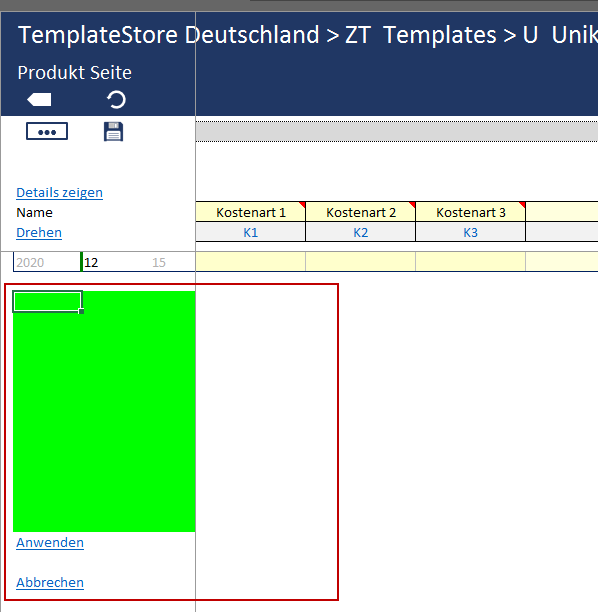 TemplateStore Deutschland > ZT Templates > U Unik
Produkt Seite
Details zeigen
Name Kostenart 1 Kostenart 2 Kostenart 3
Drehen K1 K2 K3
2020 12 15
Anwenden
Abbrechen